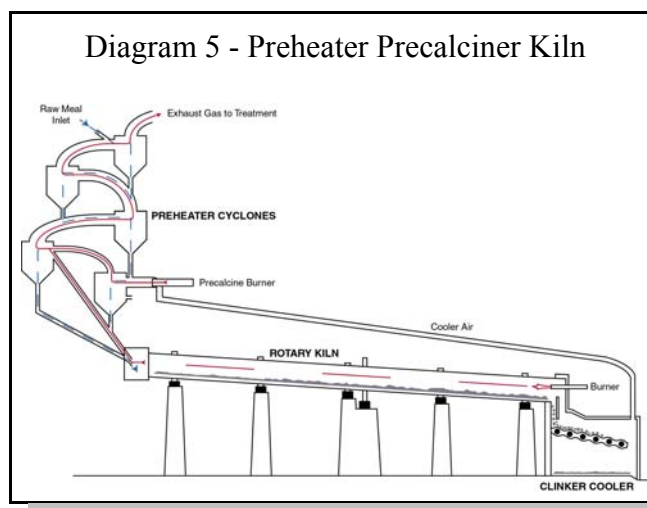 Diagram 5 - Preheater Precalciner Kiln
Raw Meal
Inlet
Exhaust Gas to Treatment
PREHEATER CYCLONES
Precalcine Burner
Cooler Air
ROTARY KILN
Burner
CLINKER COOLER